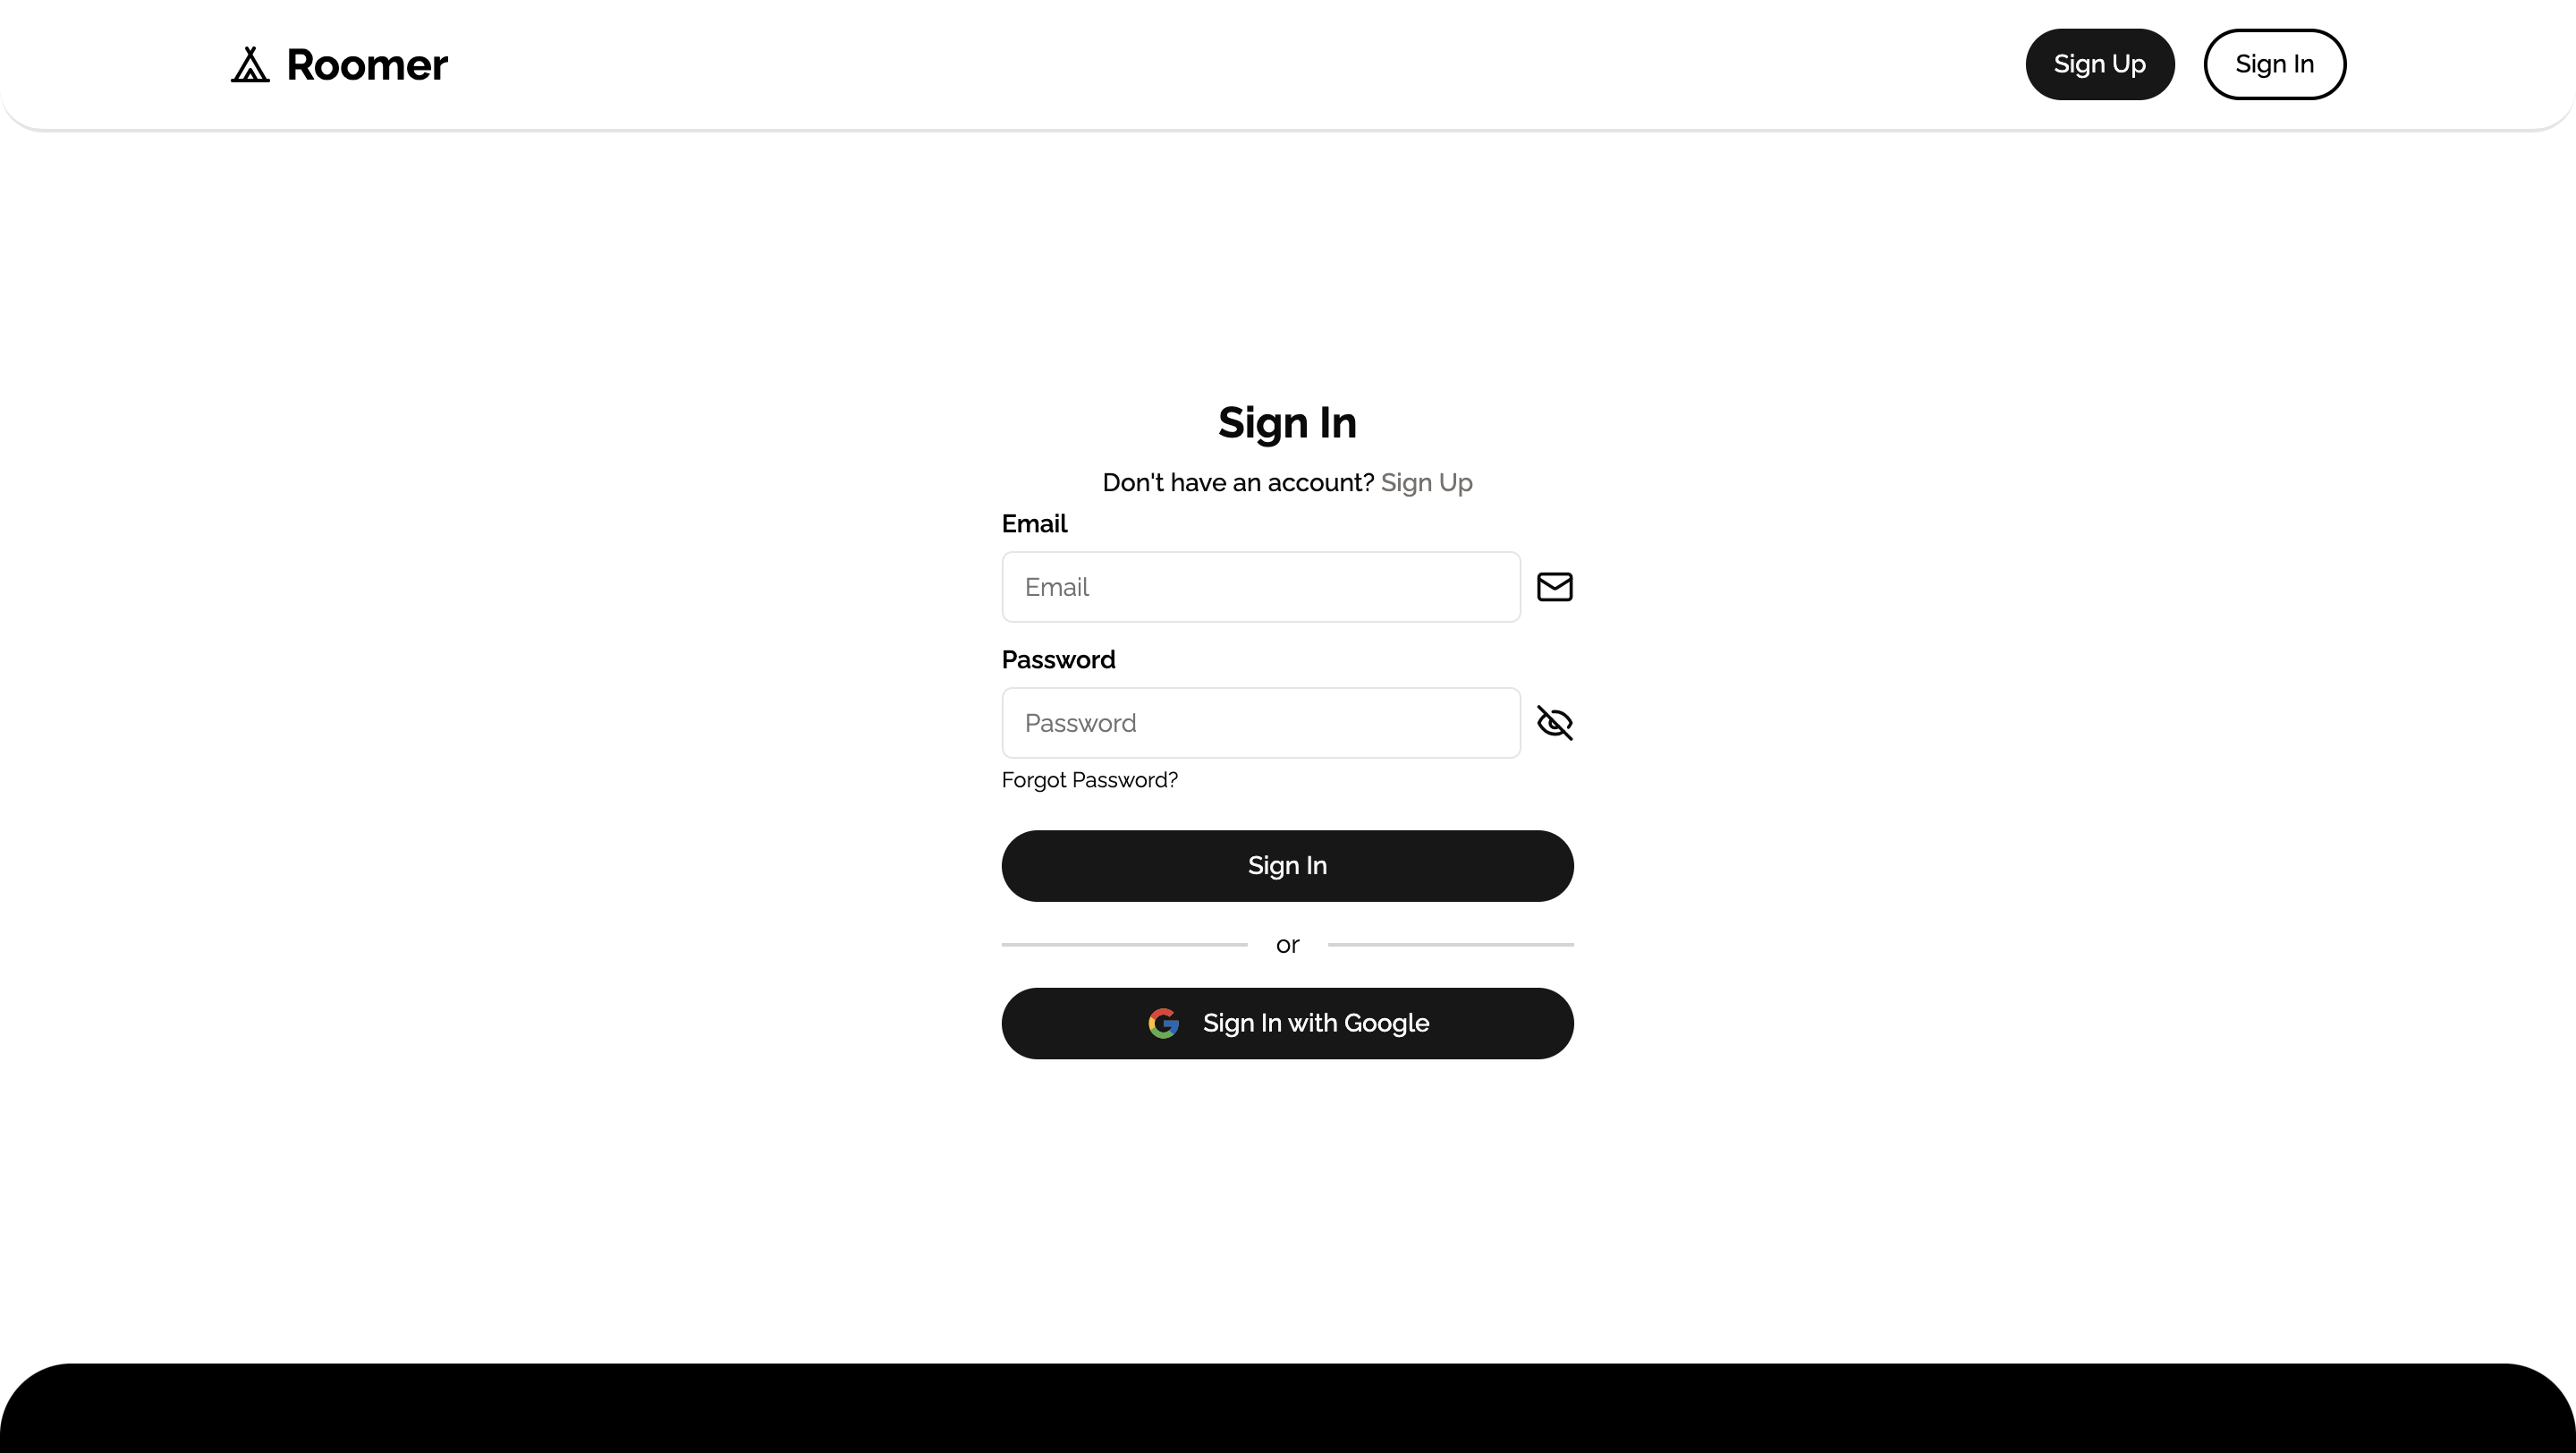 Roomer
Sign Up
Sign In
Sign In
Don't have an account? Sign Up
Email
Email
Password
Password
Forgot Password?
Sign In
or
Sign In with Google